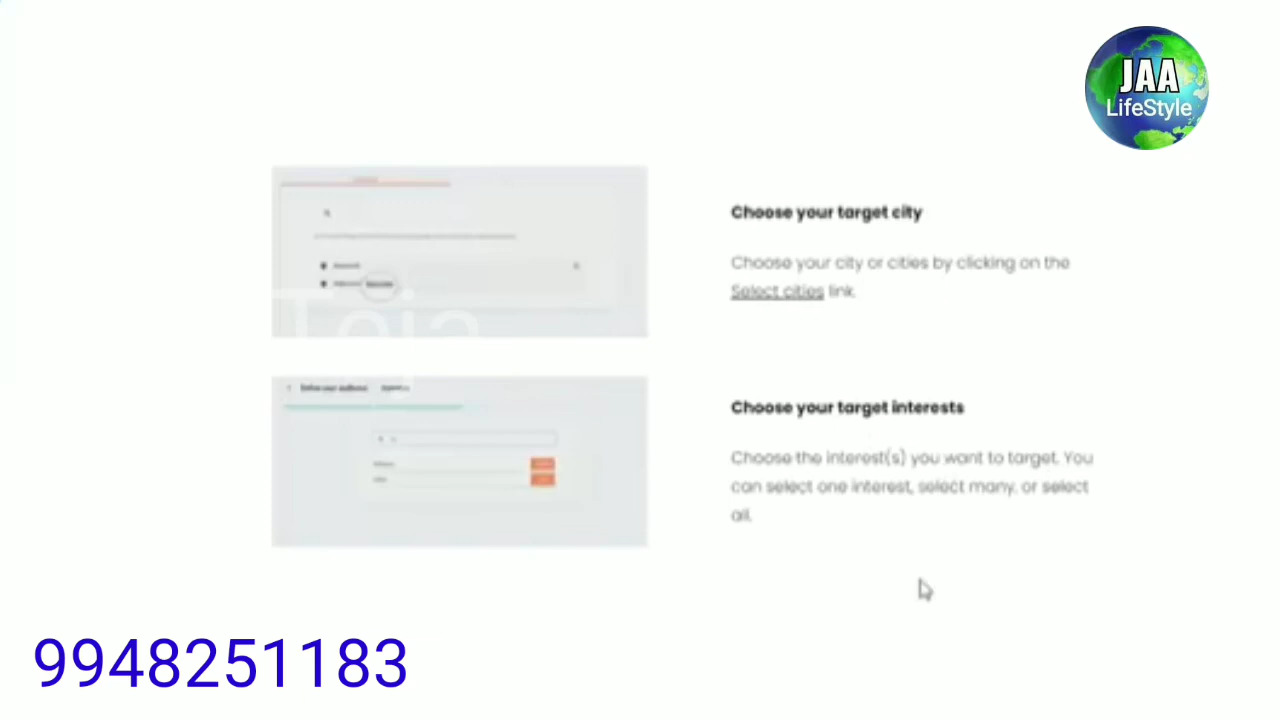 JAA
LifeStyle
Choose your target city
Choose your city or cities by clicking on the
Select cities link.
Teja
Choose your target interests
Choose the interest(s) you want to target. You
can select one interest, select many, or select
all.
9948251183